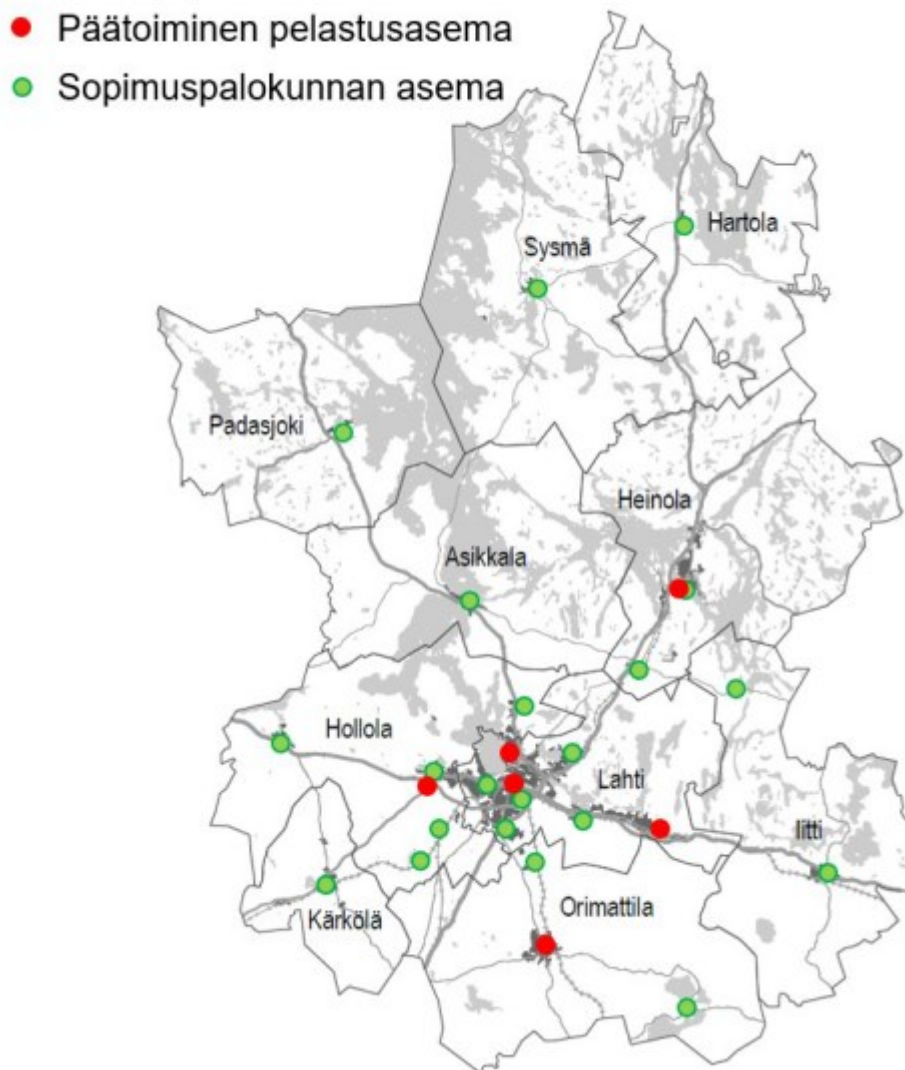 Päätoiminen pelastusasema
Sopimuspalokunnan asema
Hartola
Sysmä
Padasjoki
Heinola
Asikkala
Hollola
Lahti
Iitti
Orimattila
Kärkölä